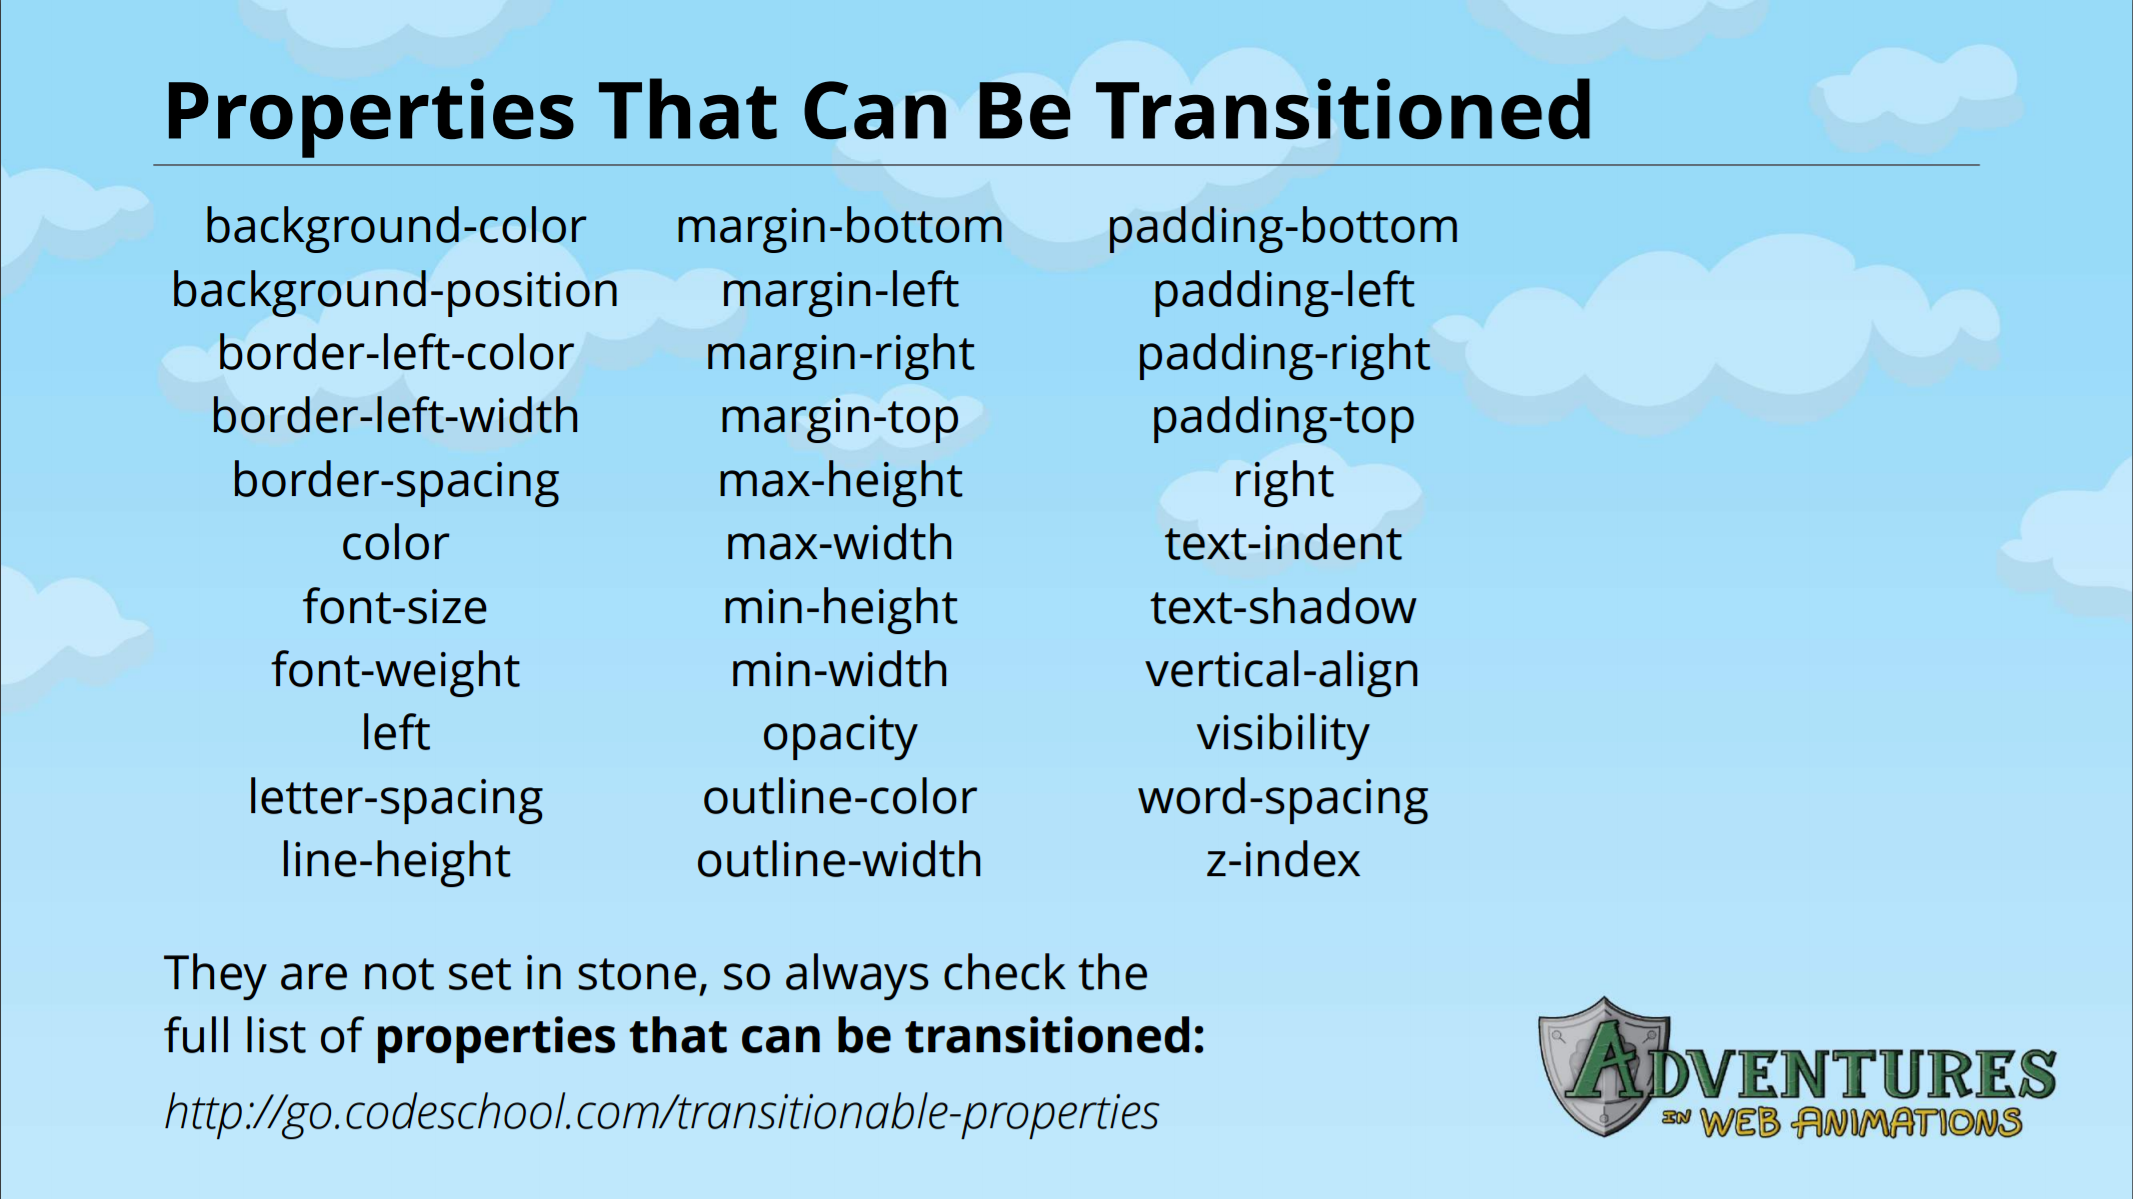 Properties That Can Be Transitioned
background-color
background-position
border-left-color
border-left-width
border-spacing
color
font-size
font-weight
left
letter-spacing
line-height
margin-bottom
margin-left
margin-right
margin-top
max-height
max-width
min-height
min-width
opacity
outline-color
outline-width
padding-bottom
padding-left
padding-right
padding-top
right
text-indent
text-shadow
vertical-align
visibility
word-spacing
z-index
They are not set in stone, so always check the
full list of properties that can be transitioned:
http://go.codeschool.com/transitionable-properties
ADVENTURES
IN WEB ANIMATIONS